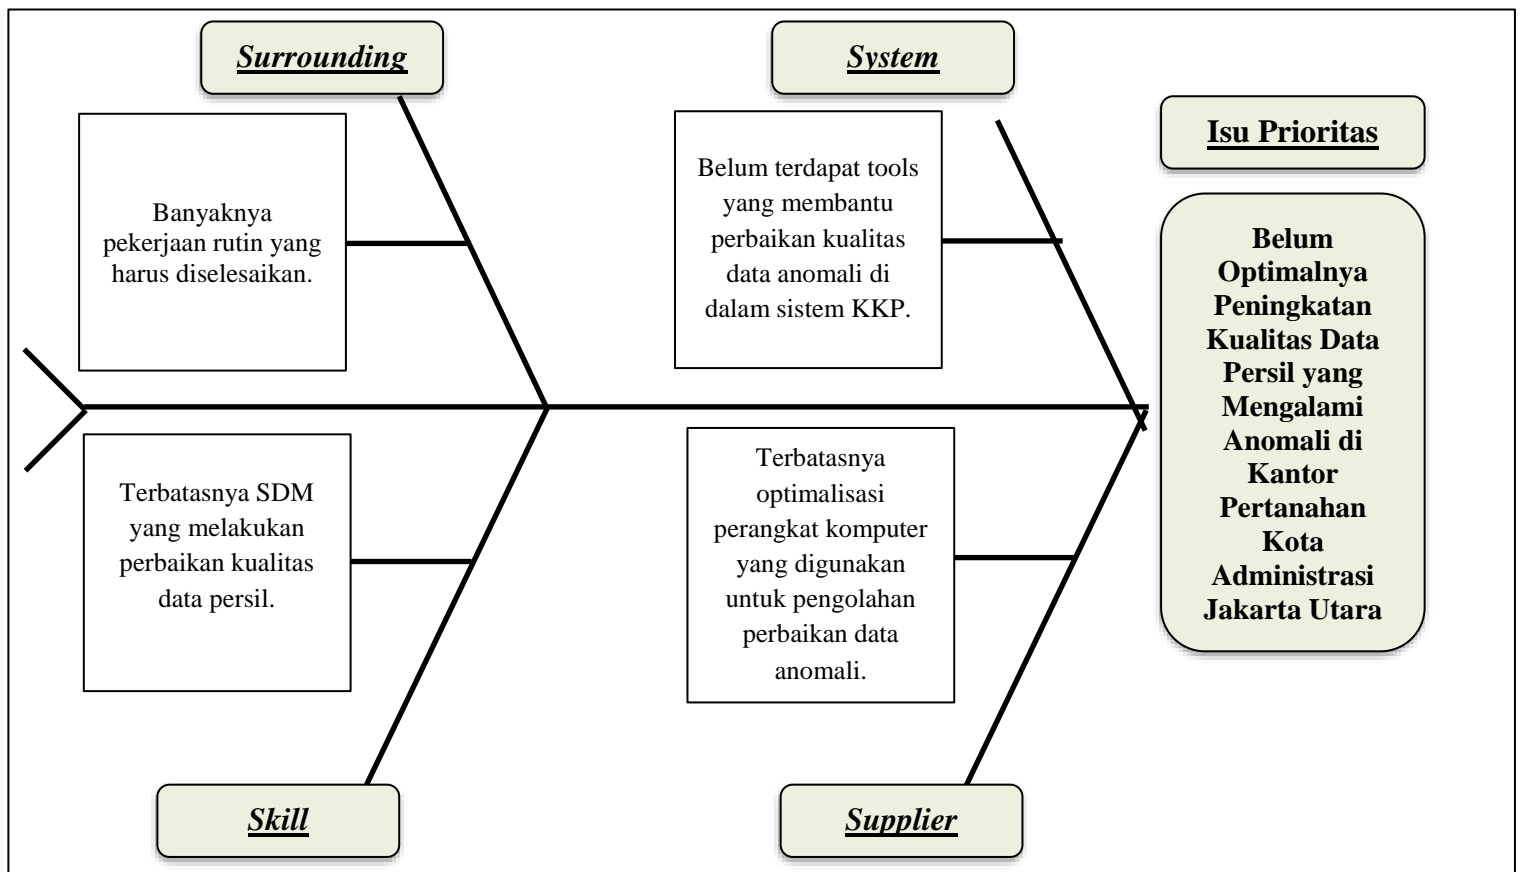 Surrounding
System
Isu Prioritas
Banyaknya
pekerjaan rutin yang
harus diselesaikan.
Belum terdapat tools
yang membantu
perbaikan kualitas
data anomali di
dalam sistem KKP.
Belum
Optimalnya
Peningkatan
Kualitas Data
Persil yang
Mengalami
Anomali di
Kantor
Pertanahan
Kota
Administrasi
Jakarta Utara
Terbatasnya SDM
yang melakukan
perbaikan kualitas
data persil.
Terbatasnya
optimalisasi
perangkat komputer
yang digunakan
untuk pengolahan
perbaikan data
anomali.
Skill
Supplier